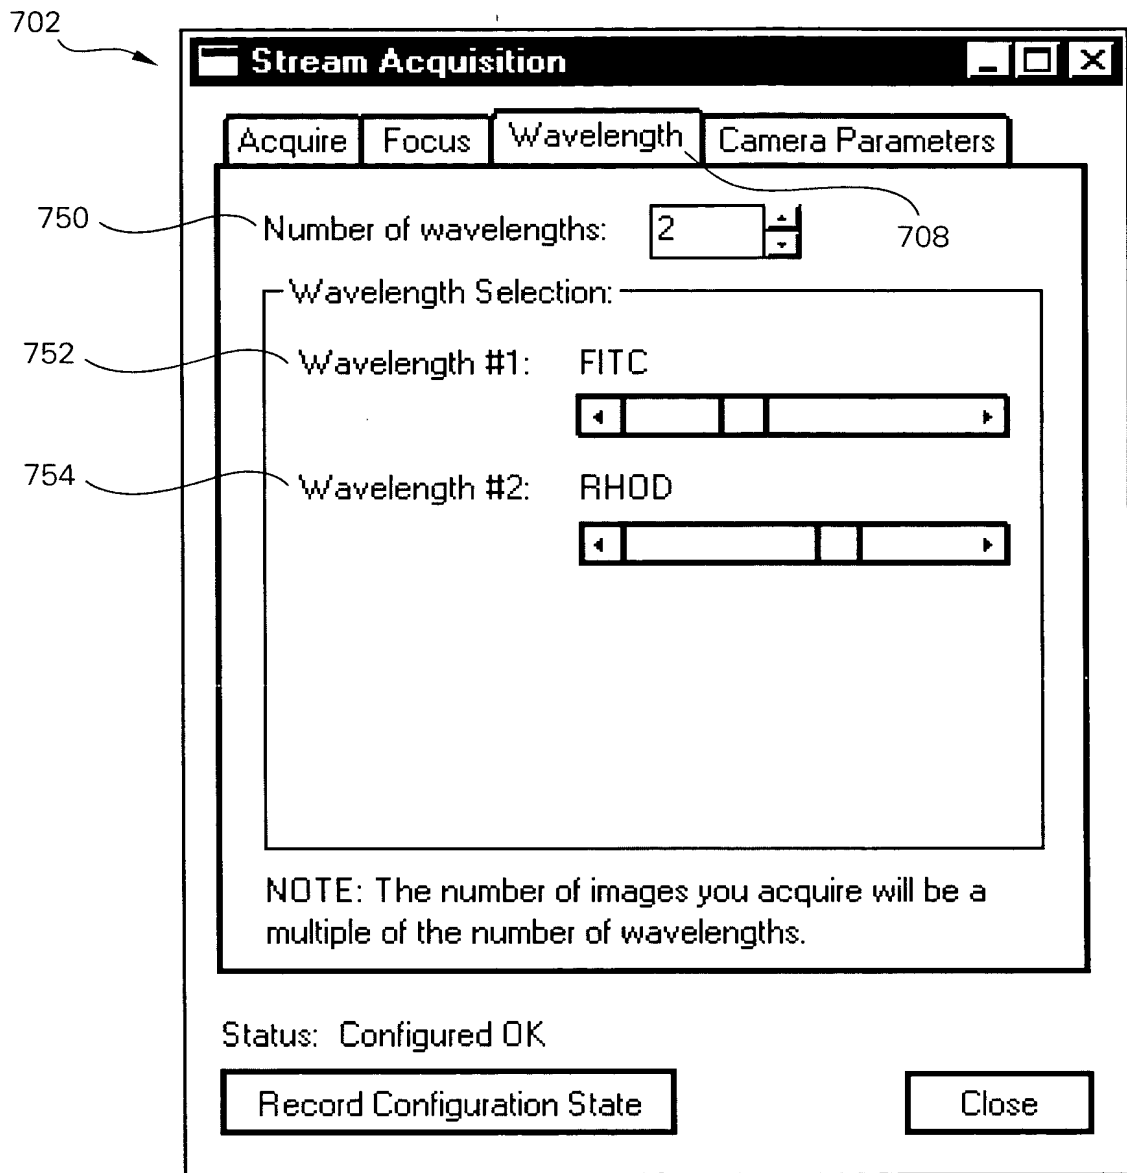 702
Stream Acquisition
Acquire Focus Wavelength Camera Parameters
750
Number of wavelengths: 2
708
Wavelength Selection:
752
Wavelength #1: FITC
754
Wavelength #2: RHOD
NOTE: The number of images you acquire will be a
multiple of the number of wavelengths.
Status: Configured OK
Record Configuration State Close